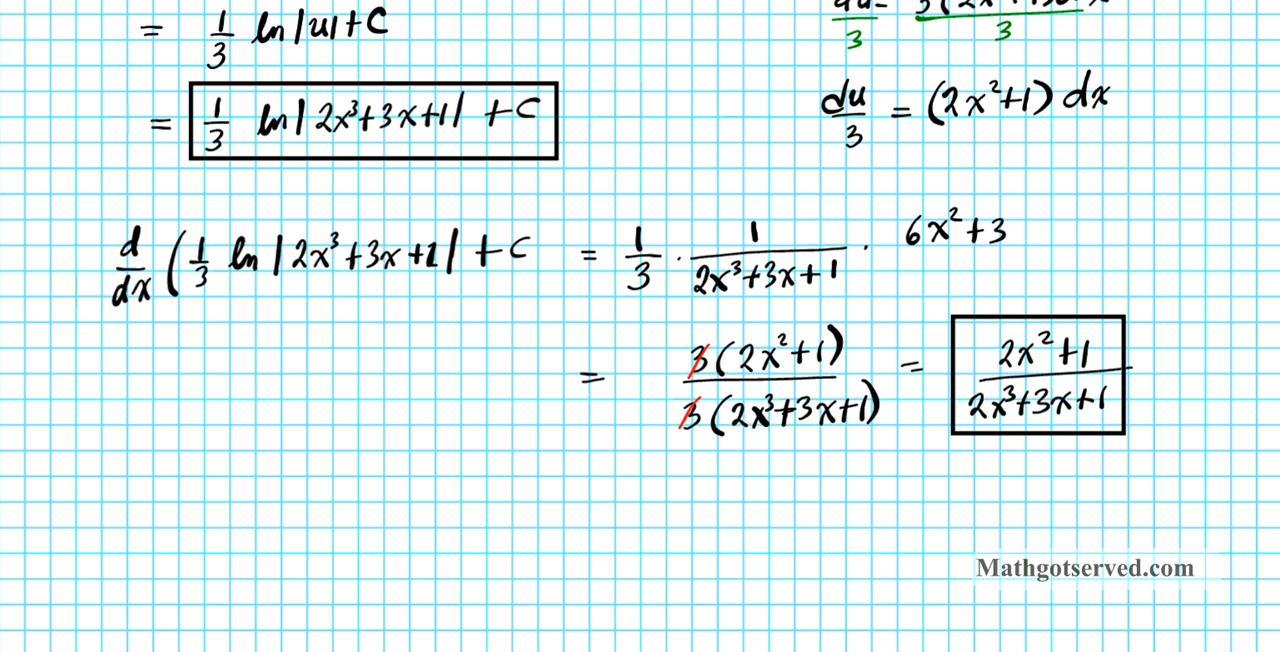 = 1/3 ln|u|+C
3 3
= 1/3 ln|2x³+3x+1| +C
du/3 = (2x²+1) dx
d/dx (1/3 ln|2x³+3x+1| +C = 1/3 · 1/(2x³+3x+1) · 6x²+3
= 3(2x²+1)/3(2x³+3x+1) = (2x²+1)/(2x³+3x+1)
Mathgotserved.com